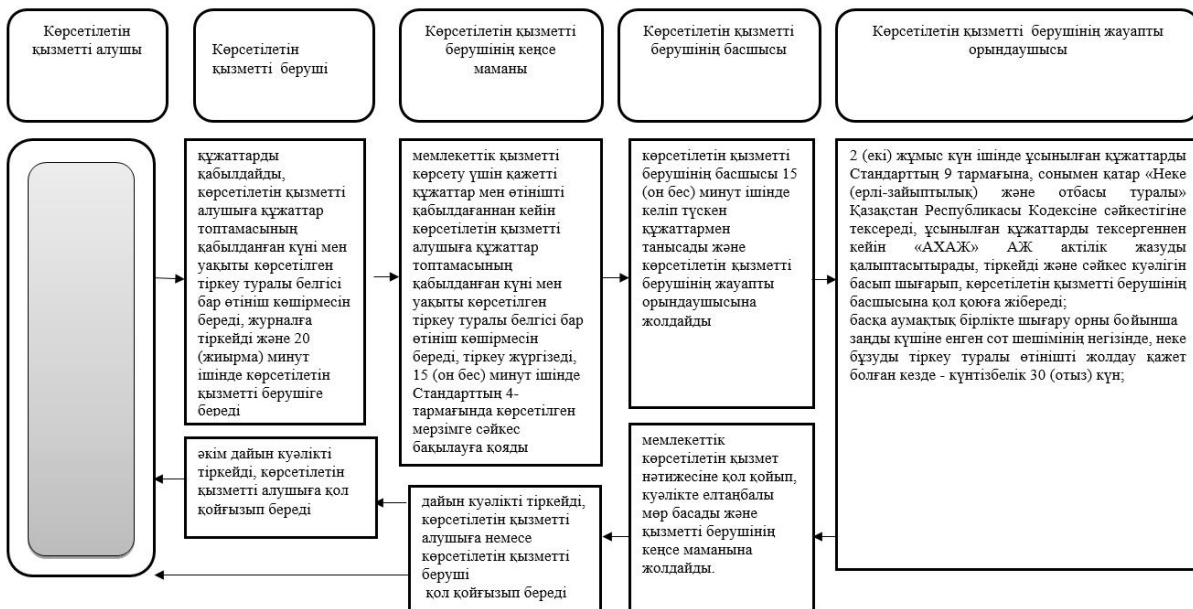 Көрсетілетін
қызметті алушы
Көрсетілетін
қызметті беруші
Көрсетілетін қызметті
берушінің кеңсе
маманы
Көрсетілетін қызметті
берушінің басшысы
Көрсетілетін қызметті берушінің жауапты
орындаушысы
құжаттарды
қабылдайды,
көрсетілетін қызметті
алушыға құжаттар
топтамасының
қабылданған күні мен
уақыты көрсетілген
тіркеу туралы белгісі
бар өтініш көшірмесін
береді, журналға
тіркейді және 20
(жиырма) минут
ішінде көрсетілетін
қызметті берушіге
береді
мемлекеттік қызметті
көрсету үшін қажетті
құжаттар мен өтінішті
қабылдағаннан кейін
көрсетілетін қызметті
алушыға құжаттар
топтамасының
қабылданған күні мен
уақыты көрсетілген
тіркеу туралы белгісі бар
өтініш көшірмесін
береді, тіркеу жүргізеді,
15 (он бес) минут ішінде
Стандарттың 4-
тармағында көрсетілген
мерзімге сәйкес
бақылауға қояды
көрсетілетін қызметті
берушінің басшысы 15
(он бес) минут ішінде
келіп түскен
құжаттармен
танысады және
көрсетілетін қызметті
берушінің жауапты
орындаушысына
жолдайды
2 (екі) жұмыс күн ішінде ұсынылған құжаттарды
Стандарттың 9 тармағына, сонымен қатар «Неке
(ерлі-зайыптылық) және отбасы туралы»
Қазақстан Республикасы Кодексіне сәйкестігіне
тексереді, ұсынылған құжаттарды тексергеннен
кейін «АХАЖ» АЖ актілік жазуды
қалыптасытырады, тіркейді және сәйкес куәлігін
басып шығарып, көрсетілетін қызметті берушінің
басшысына қол қоюға жібереді;
басқа аумақтық бірлікте шығару орны бойынша
заңды күшіне енген сот шешімінің негізінде, неке
бұзуды тіркеу туралы өтінішті жолдау қажет
болған кезде - күнтізбелік 30 (отыз) күн;
әкім дайын куәлікті
тіркейді, көрсетілетін
қызметті алушыға қол
қойғызып береді
дайын куәлікті тіркейді,
көрсетілетін қызметті
алушыға немесе
көрсетілетін қызметті
беруші
қол қойғызып береді
мемлекеттік
көрсетілетін қызмет
нәтижесіне қол қойып,
куәлікте елтаңбалы
мөр басады және
қызметті берушінің
кеңсе маманына
жолдайды.